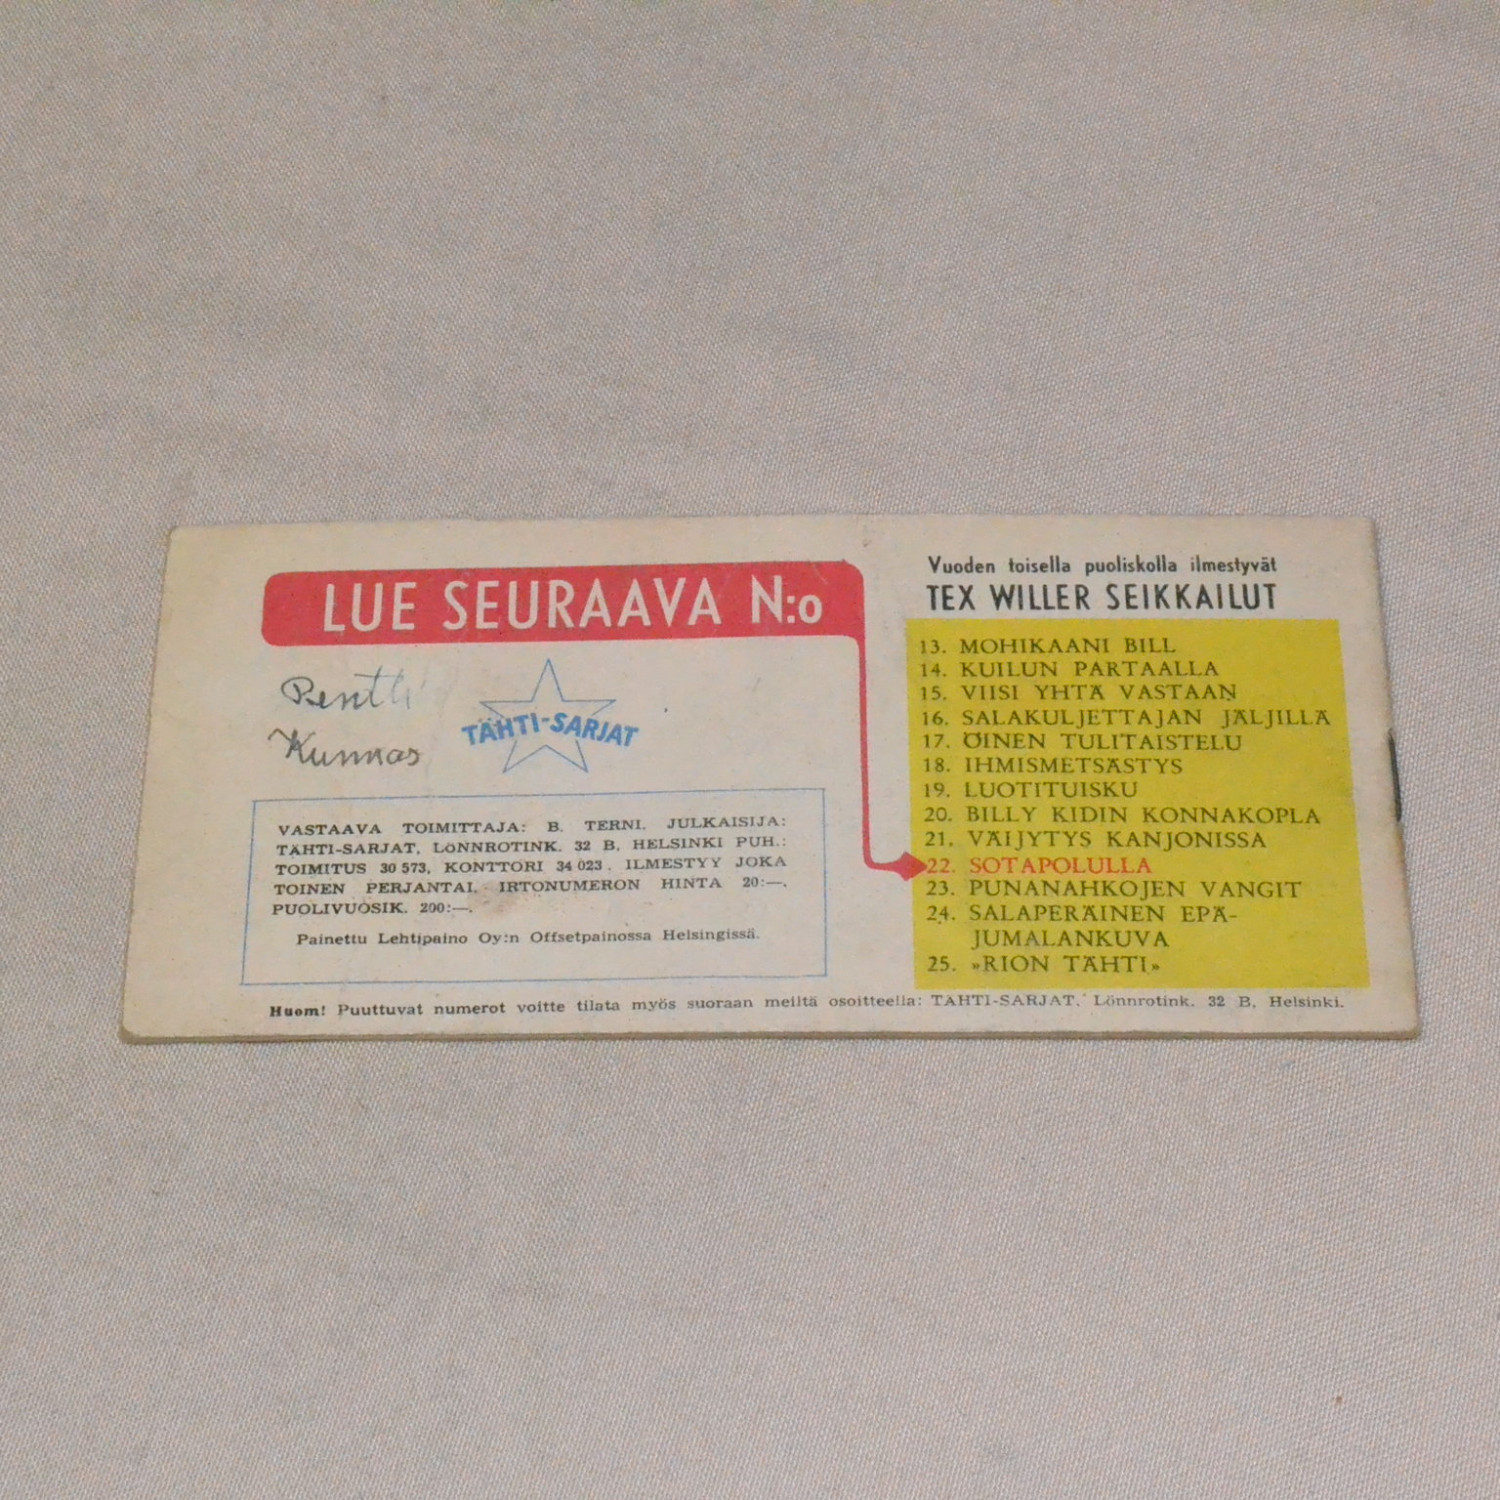 LUE SEURAAVA N:o
Pentti
Kunnas
TÄHTI-SARJAT
VASTAAVA TOIMITTAJA: B. TERNI. JULKAISIJA:
TÄHTI-SARJAT, LÖNNROTINK. 32 B, HELSINKI PUH.:
TOIMITUS 30 573, KONTTORI 34 023. ILMESTYY JOKA
TOINEN PERJANTAI. IRTONUMERON HINTA 20:—.
PUOLIVUOSIK. 200:—.
Painettu Lehtipaino Oy:n Offsetpainossa Helsingissä.
Vuoden toisella puoliskolla ilmestyvät
TEX WILLER SEIKKAILUT
13. MOHIKAANI BILL
14. KUILUN PARTAALLA
15. VIISI YHTÄ VASTAAN
16. SALAKULJETTAJAN JÄLJILLÄ
17. ÖINEN TULITAISTELU
18. IHMISMETSÄSTYS
19. LUOTITUISKU
20. BILLY KIDIN KONNAKOPLA
21. VÄIJYTYS KANJONISSA
22. SOTAPOLULLA
23. PUNANAHKOJEN VANGIT
24. SALAPERÄINEN EPÄ-
JUMALANKUVA
25. »RION TÄHTI»
Huom! Puuttuvat numerot voitte tilata myös suoraan meiltä osoitteella: TÄHTI-SARJAT, Lönnrotink. 32 B, Helsinki.